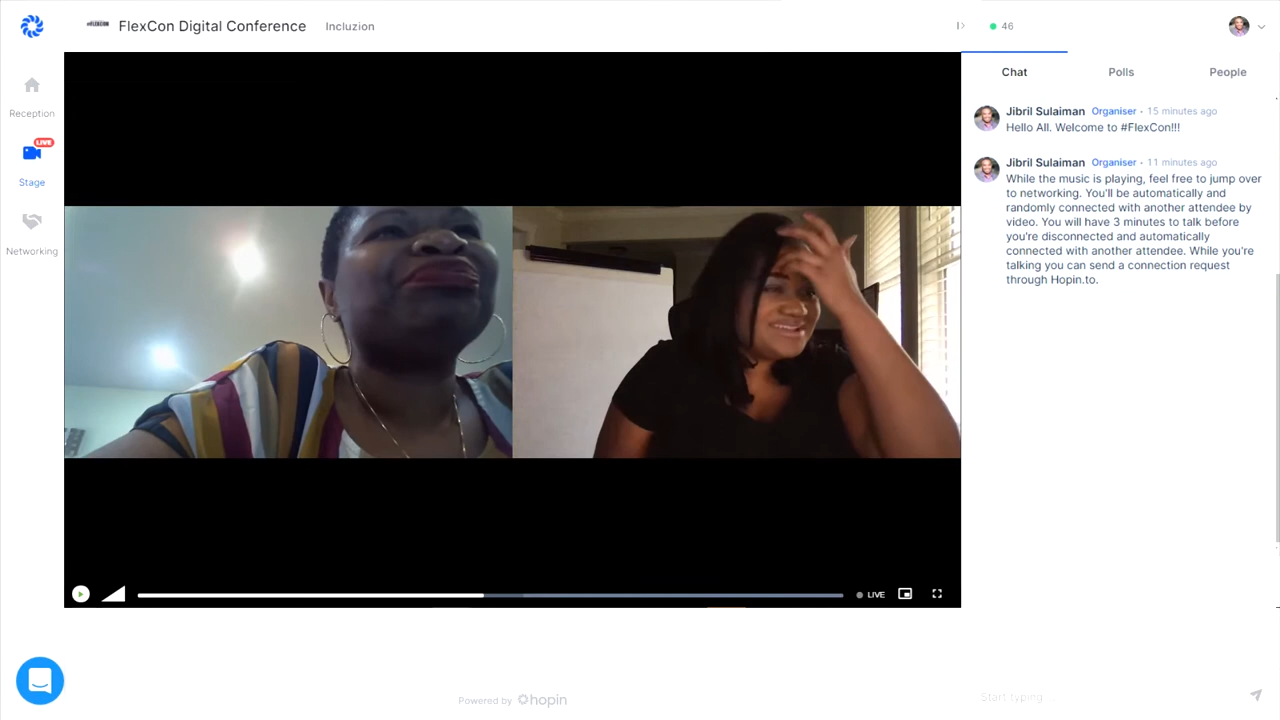 #FLEXCON FlexCon Digital Conference Incluzion 46
Reception
LIVE
Stage
Networking
Chat Polls People
Jibril Sulaiman Organiser • 15 minutes ago
Hello All. Welcome to #FlexCon!!!
Jibril Sulaiman Organiser • 11 minutes ago
While the music is playing, feel free to jump over
to networking. You'll be automatically and
randomly connected with another attendee by
video. You will have 3 minutes to talk before
you're disconnected and automatically
connected with another attendee. While you're
talking you can send a connection request
through Hopin.to.
LIVE
Powered by hopin
Start typing ...